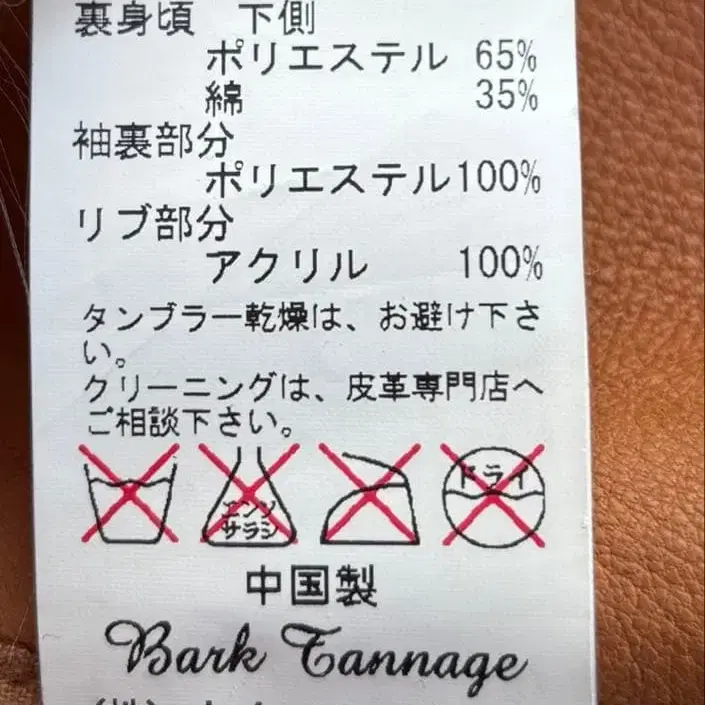 裏身頃 下側
ポリエステル 65%
綿 35%
袖裏部分
ポリエステル100%
リブ部分
アクリル 100%
タンブラー乾燥は、お避け下さ
い。
クリーニングは、皮革専門店へ
ご相談下さい。
エンソ
サラシ
ドライ
中国製
Bark Tannage